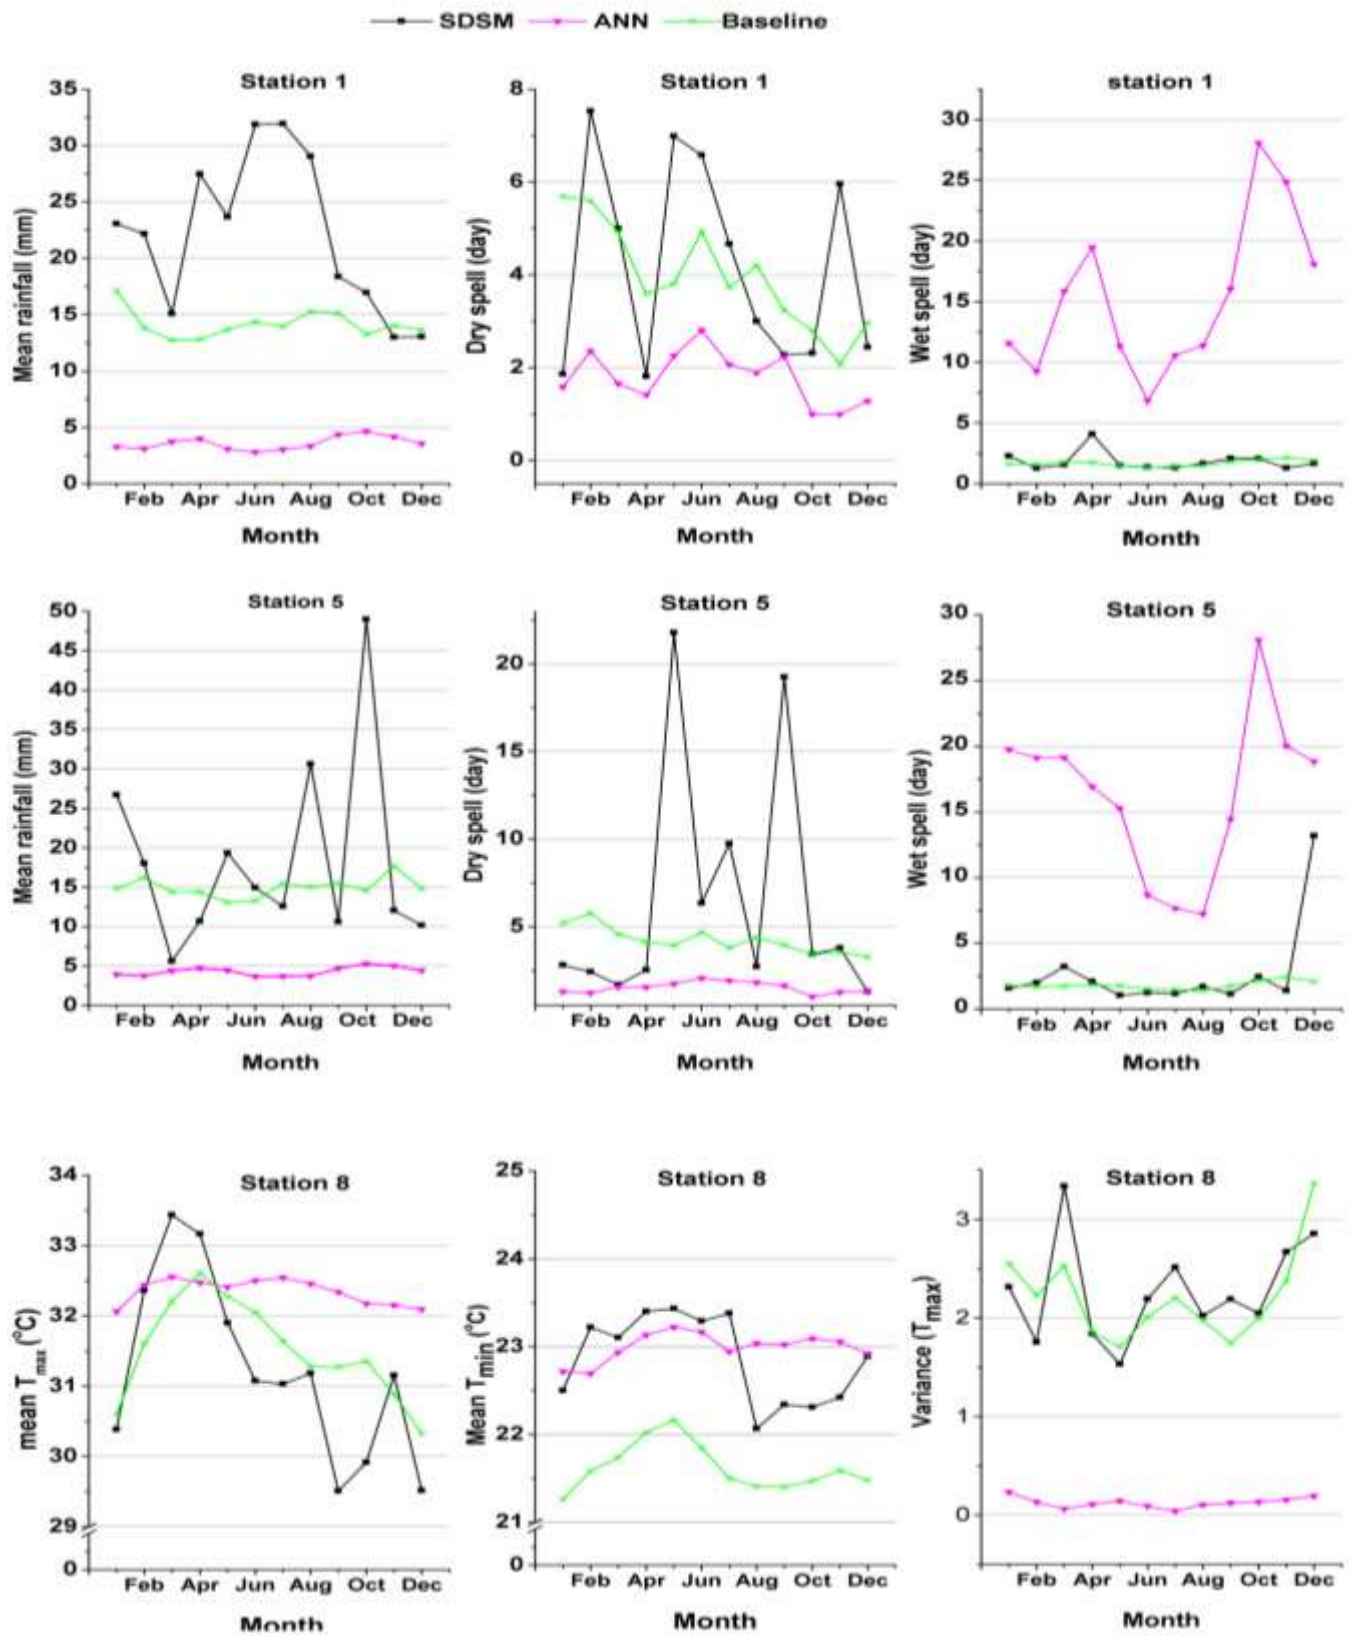 SDSM ANN Baseline
Station 1
Mean rainfall (mm)
35
30
25
20
15
10
5
0
Feb Apr Jun Aug Oct Dec
Month
Station 1
Dry spell (day)
8
6
4
2
0
Feb Apr Jun Aug Oct Dec
Month
station 1
Wet spell (day)
30
25
20
15
10
5
0
Feb Apr Jun Aug Oct Dec
Month
Station 5
Mean rainfall (mm)
50
45
40
35
30
25
20
15
10
5
0
Feb Apr Jun Aug Oct Dec
Month
Station 5
Dry spell (day)
20
15
10
5
Feb Apr Jun Aug Oct Dec
Month
Station 5
Wet spell (day)
30
25
20
15
10
5
0
Feb Apr Jun Aug Oct Dec
Month
Station 8
mean Tmax (°C)
34
33
32
31
30
29
0
Feb Apr Jun Aug Oct Dec
Month
Station 8
Mean Tmin (°C)
25
24
23
22
21
0
Feb Apr Jun Aug Oct Dec
Month
Station 8
Variance (Tmax)
3
2
1
0
Feb Apr Jun Aug Oct Dec
Month